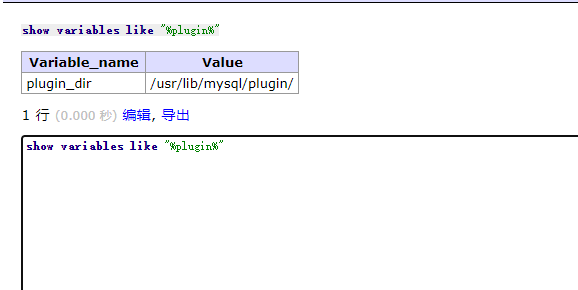 show variables like "%plugin%"
Variable_name Value
plugin_dir /usr/lib/mysql/plugin/
1 行 (0.000 秒) 编辑, 导出
show variables like "%plugin%"